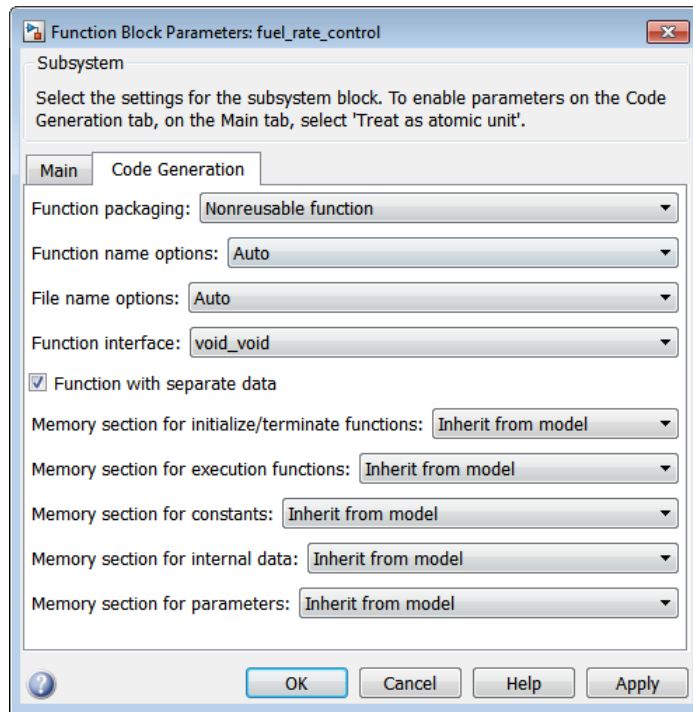 Function Block Parameters: fuel_rate_control
Subsystem
Select the settings for the subsystem block. To enable parameters on the Code
Generation tab, on the Main tab, select 'Treat as atomic unit'.
Main Code Generation
Function packaging: Nonreusable function
Function name options: Auto
File name options: Auto
Function interface: void_void
Function with separate data
Memory section for initialize/terminate functions: Inherit from model
Memory section for execution functions: Inherit from model
Memory section for constants: Inherit from model
Memory section for internal data: Inherit from model
Memory section for parameters: Inherit from model
? OK Cancel Help Apply